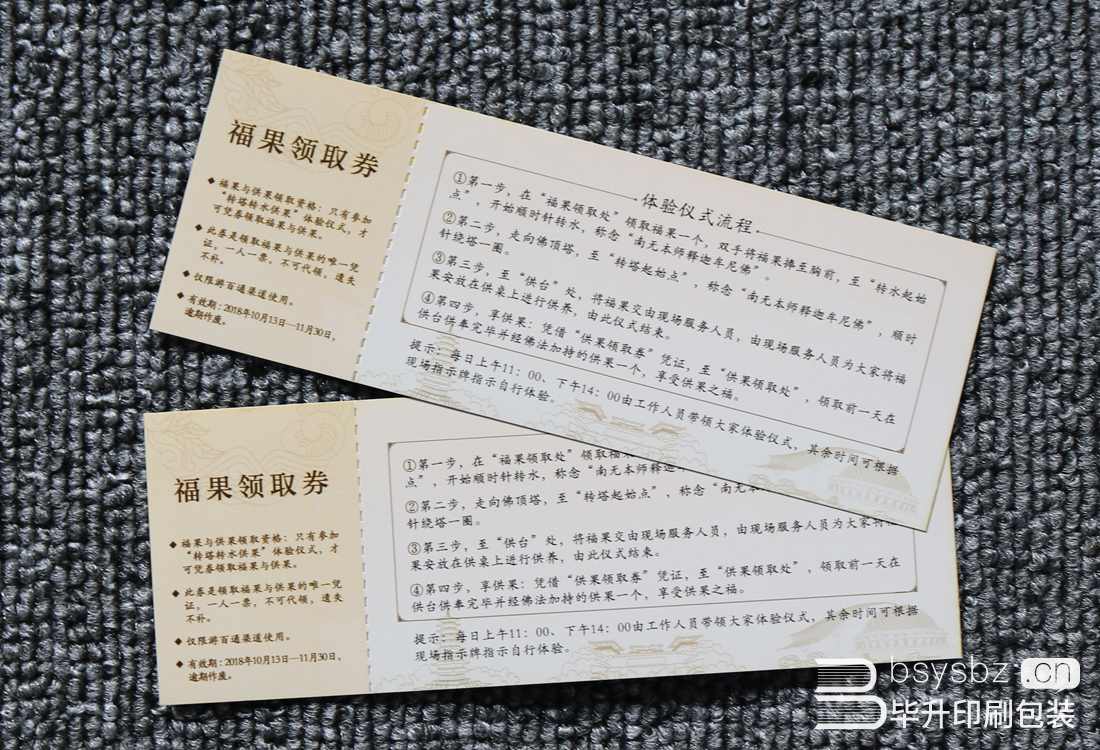 福果领取券
◆ 福果与供果领取资格：只有参加
“转塔转水供果”体验仪式，才
可凭券领取福果与供果。
◆ 此券是领取福果与供果的唯一凭
证，一人一票，不可代领，遗失
不补。
◆ 仅限游百通渠道使用。
◆ 有效期：2018年10月13日—11月30日，
逾期作废。
体验仪式流程
①第一步，在“福果领取处”领取福果一个，双手将福果捧至胸前，至“转水起始
点”，开始顺时针转水，称念“南无本师释迦牟尼佛”。
②第二步，走向佛顶塔，至“转塔起始点”，称念“南无本师释迦牟尼佛”，顺时
针绕塔一圈。
③第三步，至“供台”处，将福果交由现场服务人员，由现场服务人员为大家将福
果安放在供桌上进行供养，由此仪式结束。
④第四步，享供果：凭借“供果领取券”凭证，至“供果领取处”，领取前一天在
供台供奉完毕并经佛法加持的供果一个，享受供果之福。
提示：每日上午11：00、下午14：00由工作人员带领大家体验仪式，其余时间可根据
现场指示牌指示自行体验。
福果领取券
◆ 福果与供果领取资格：只有参加
“转塔转水供果”体验仪式，才
可凭券领取福果与供果。
◆ 此券是领取福果与供果的唯一凭
证，一人一票，不可代领，遗失
不补。
◆ 仅限游百通渠道使用。
◆ 有效期：2018年10月13日—11月30日，
逾期作废。
①第一步，在“福果领取处”领取福果
点”，开始顺时针转水，称念“南无本师释迦
②第二步，走向佛顶塔，至“转塔起始点”，称念“南无本
针绕塔一圈。
③第三步，至“供台”处，将福果交由现场服务人员，由现场服务人员为大家将
果安放在供桌上进行供养，由此仪式结束。
④第四步，享供果：凭借“供果领取券”凭证，至“供果领取处”，领取前一天在
供台供奉完毕并经佛法加持的供果一个，享受供果之福。
提示：每日上午11：00、下午14：00由工作人员带领大家体验仪式，其余时间可根据
现场指示牌指示自行体验。
bsysbz.cn
毕升印刷包装